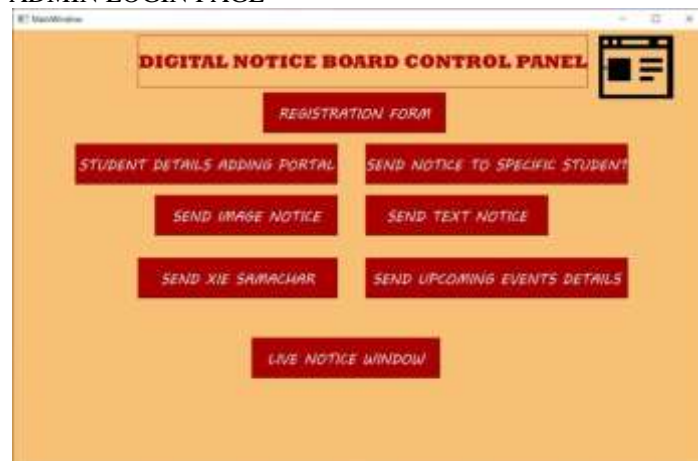 ADMIN LOGIN PAGE
MainWindow
DIGITAL NOTICE BOARD CONTROL PANEL
REGISTRATION FORM
STUDENT DETAILS ADDING PORTAL SEND NOTICE TO SPECIFIC STUDENT
SEND IMAGE NOTICE SEND TEXT NOTICE
SEND XIE SAMACHAR SEND UPCOMING EVENTS DETAILS
LIVE NOTICE WINDOW